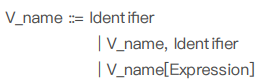 V_name ::= Identifier
| V_name, Identifier
| V_name[Expression]